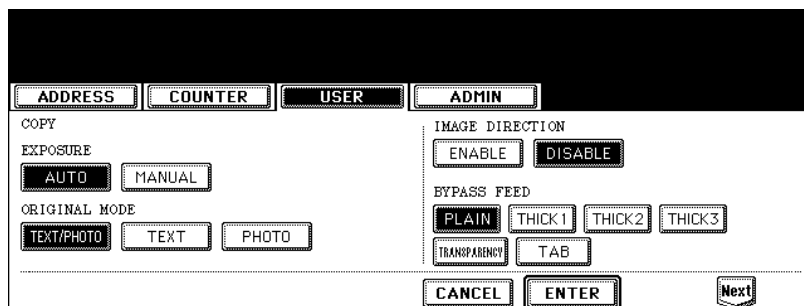 ADDRESS COUNTER USER ADMIN
COPY
EXPOSURE
AUTO MANUAL
ORIGINAL MODE
TEXT/PHOTO TEXT PHOTO
IMAGE DIRECTION
ENABLE DISABLE
BYPASS FEED
PLAIN THICK1 THICK2 THICK3
TRANSPARENCY TAB
CANCEL ENTER Next